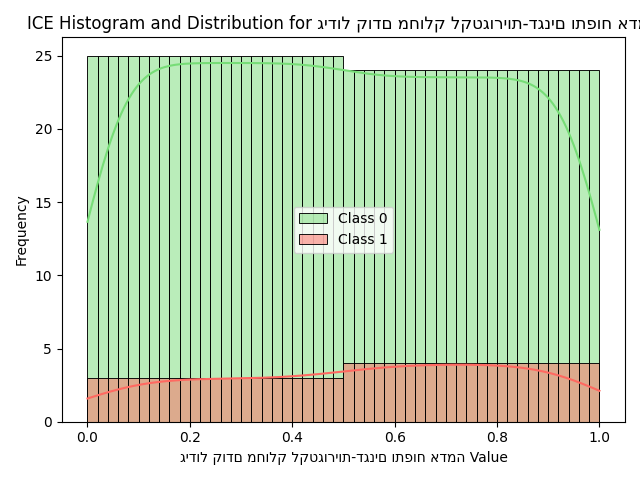 ICE Histogram and Distribution for גידול קודם מחולק לקטגוריות-דגנים ותפוח
25
20
15
10
5
0
Frequency
Class 0
Class 1
0.0 0.2 0.4 0.6 0.8 1.0
גידול קודם מחולק לקטגוריות-דגנים ותפוח אדמה Value